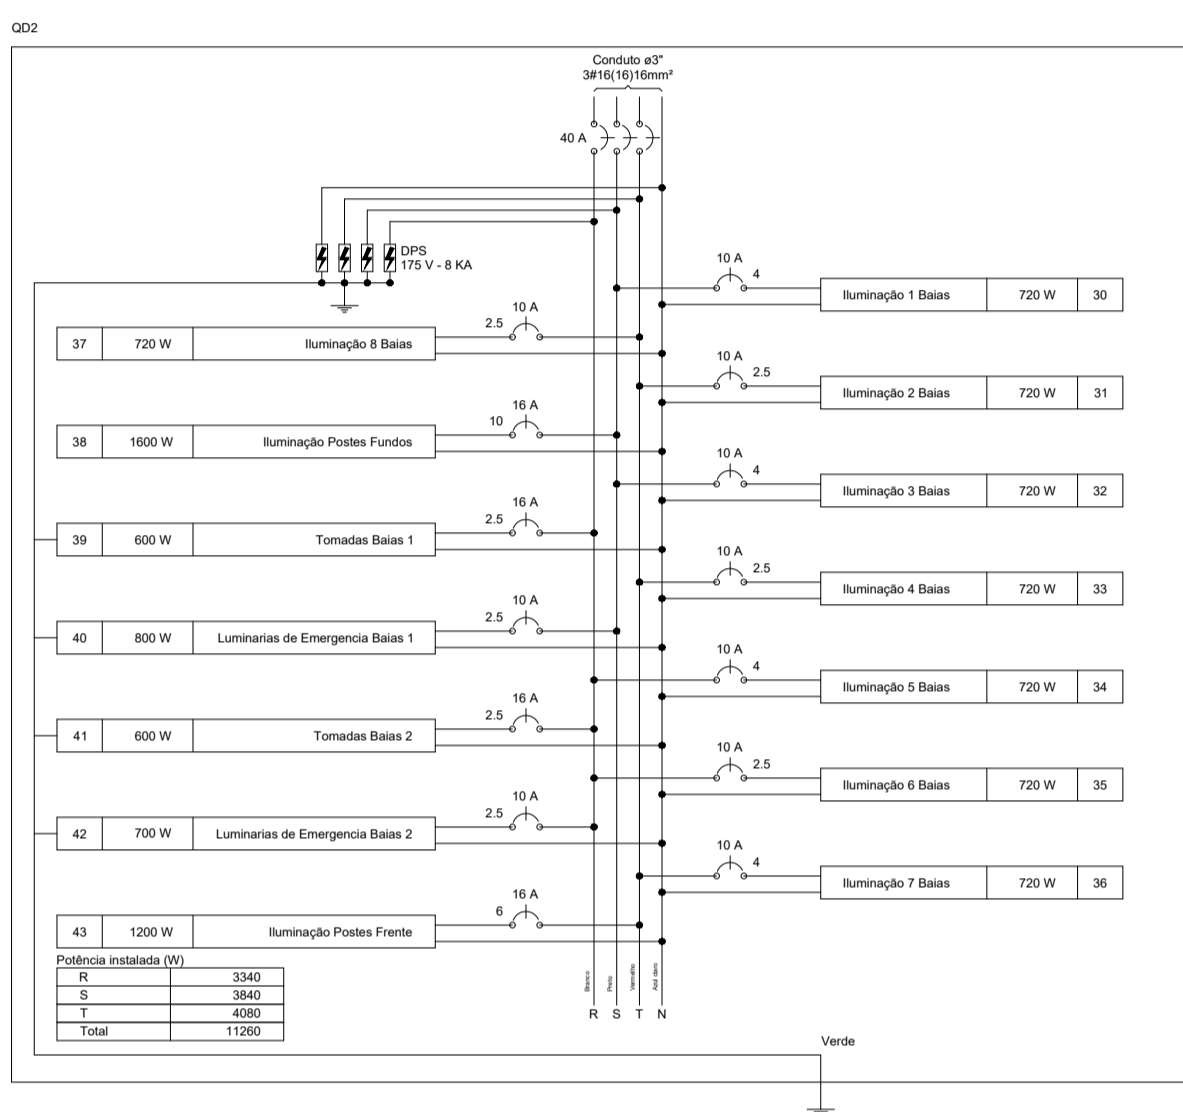 QD2
Conduto ø3"
3#16(16)16mm²
40 A
DPS
175 V - 8 KA
10 A
4
Iluminação 1 Baias 720 W 30
10 A
2.5
37 720 W Iluminação 8 Baias
10 A
2.5
Iluminação 2 Baias 720 W 31
16 A
10
38 1600 W Iluminação Postes Fundos
10 A
4
Iluminação 3 Baias 720 W 32
16 A
2.5
39 600 W Tomadas Baias 1
10 A
2.5
Iluminação 4 Baias 720 W 33
10 A
2.5
40 800 W Luminarias de Emergencia Baias 1
10 A
4
Iluminação 5 Baias 720 W 34
16 A
2.5
41 600 W Tomadas Baias 2
10 A
2.5
Iluminação 6 Baias 720 W 35
10 A
2.5
42 700 W Luminarias de Emergencia Baias 2
10 A
4
Iluminação 7 Baias 720 W 36
16 A
6
43 1200 W Iluminação Postes Frente
Potência instalada (W)
R 3340
S 3840
T 4080
Total 11260
Branco
Preto
Vermelho
Azul claro
R S T N
Verde